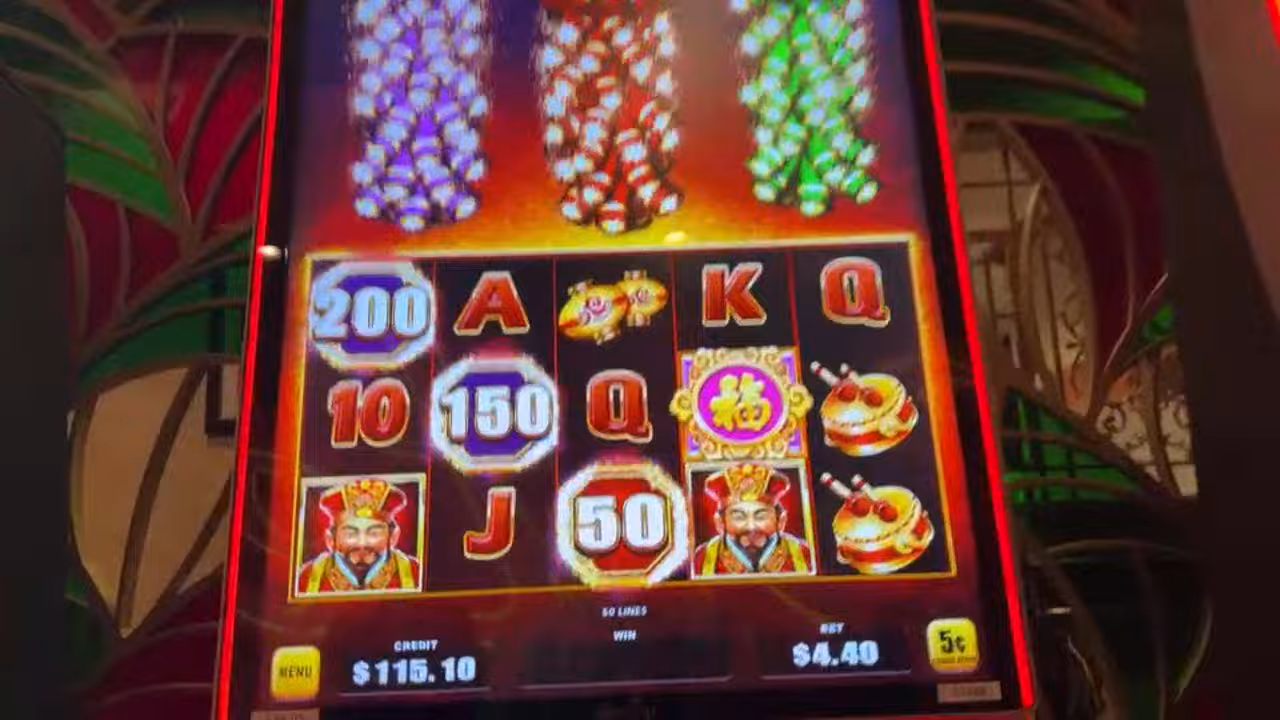 200 A K Q
10 150 Q 福
J 50
50 LINES
WIN
CREDIT BET
MENU $115.10 $4.40 5¢